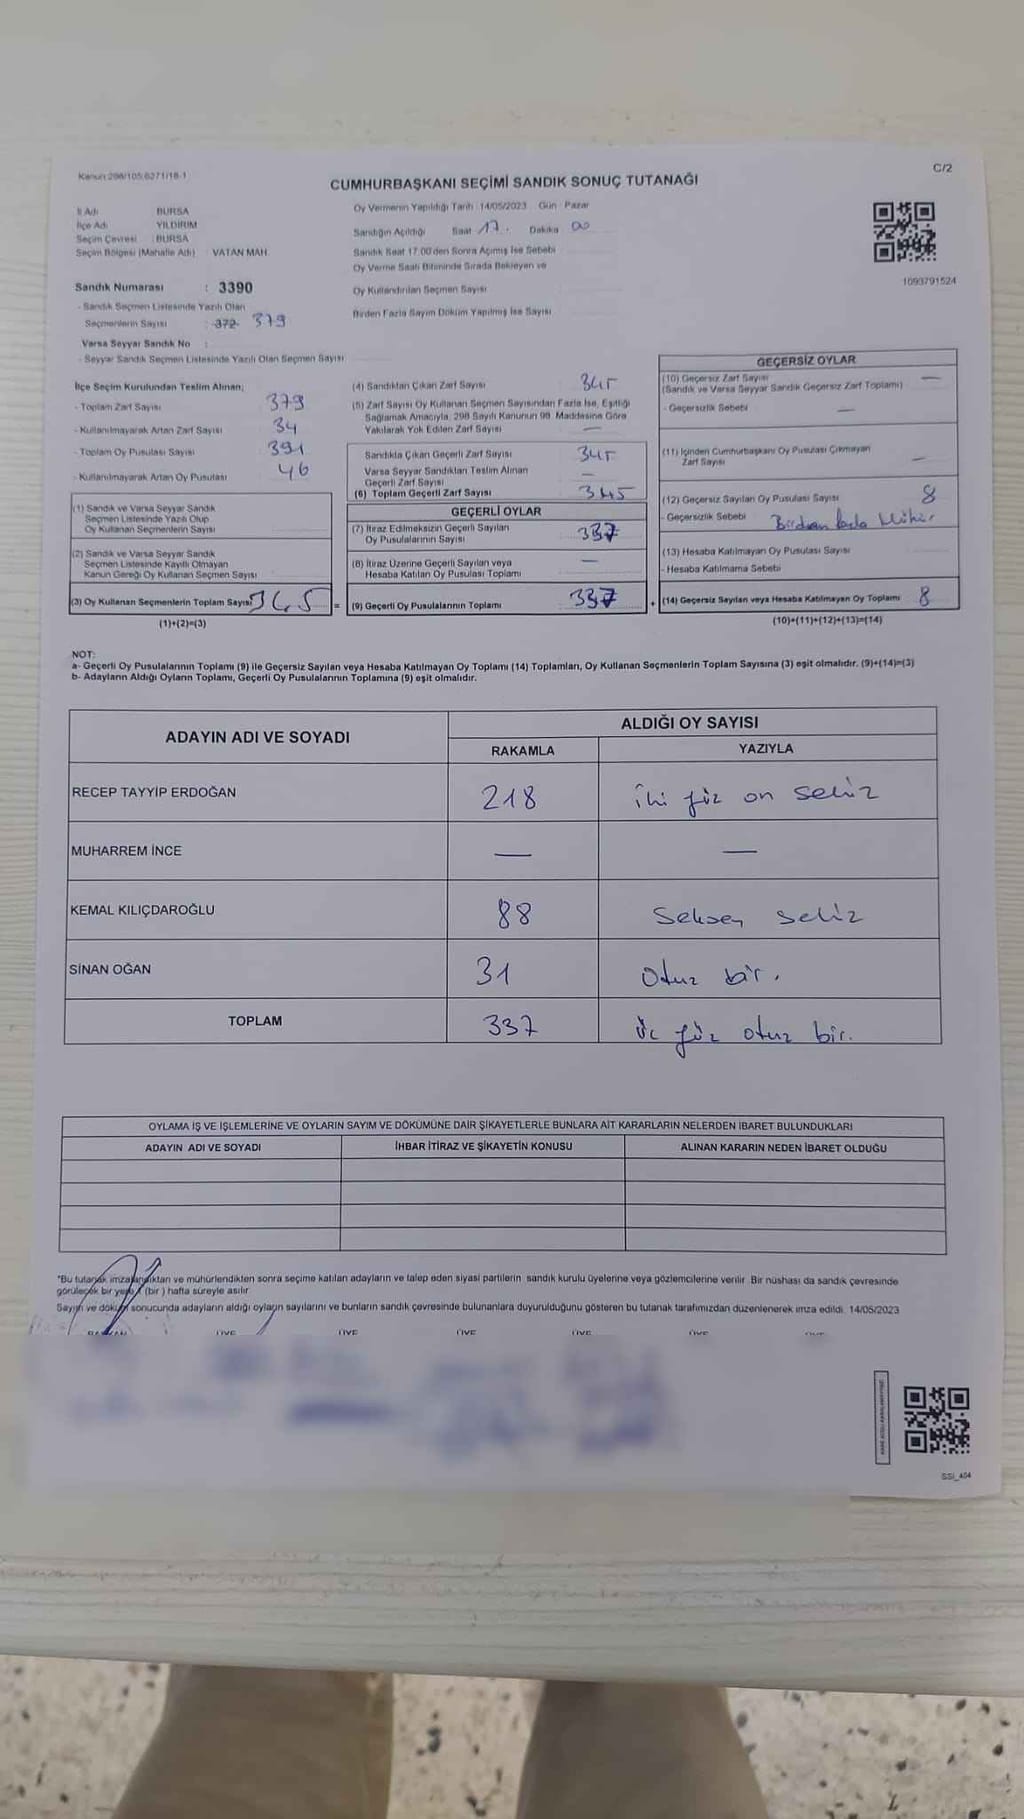 Kanun:298/105,6271/18-1
C/2
CUMHURBAŞKANI SEÇİMİ SANDIK SONUÇ TUTANAĞI
İl Adı : BURSA
İlçe Adı : YILDIRIM
Seçim Çevresi : BURSA
Seçim Bölgesi (Mahalle Adı) : VATAN MAH.
Sandık Numarası : 3390
- Sandık Seçmen Listesinde Yazılı Olan
Seçmenlerin Sayısı : 372 379
Varsa Seyyar Sandık No :
- Seyyar Sandık Seçmen Listesinde Yazılı Olan Seçmen Sayısı
Oy Vermenin Yapıldığı Tarih : 14/05/2023 Gün : Pazar
Sandığın Açıldığı Saat 17. Dakika 00
Sandık Saat 17:00'den Sonra Açılmış İse Sebebi
Oy Verme Saati Bitiminde Sırada Bekleyen ve
Oy Kullandırılan Seçmen Sayısı
Birden Fazla Sayım Döküm Yapılmış İse Sayısı
1093791524
İlçe Seçim Kurulundan Teslim Alınan;
- Toplam Zarf Sayısı 379
- Kullanılmayarak Artan Zarf Sayısı 34
- Toplam Oy Pusulası Sayısı 391
- Kullanılmayarak Artan Oy Pusulası 46
(1) Sandık ve Varsa Seyyar Sandık
Seçmen Listesinde Yazılı Olup
Oy Kullanan Seçmenlerin Sayısı
(2) Sandık ve Varsa Seyyar Sandık
Seçmen Listesinde Kayıtlı Olmayan
Kanun Gereği Oy Kullanan Seçmen Sayısı
(3) Oy Kullanan Seçmenlerin Toplam Sayısı 345 =
(1)+(2)=(3)
(4) Sandıktan Çıkan Zarf Sayısı 345
(5) Zarf Sayısı Oy Kullanan Seçmen Sayısından Fazla İse, Eşitliği
Sağlamak Amacıyla, 298 Sayılı Kanunun 98. Maddesine Göre
Yakılarak Yok Edilen Zarf Sayısı —
Sandıkla Çıkan Geçerli Zarf Sayısı 345
Varsa Seyyar Sandıktan Teslim Alınan
Geçerli Zarf Sayısı —
(6) Toplam Geçerli Zarf Sayısı 345
GEÇERLİ OYLAR
(7) İtiraz Edilmeksizin Geçerli Sayılan
Oy Pusulalarının Sayısı 337
(8) İtiraz Üzerine Geçerli Sayılan veya
Hesaba Katılan Oy Pusulası Toplamı —
(9) Geçerli Oy Pusulalarının Toplamı 337 +
GEÇERSİZ OYLAR
(10) Geçersiz Zarf Sayısı —
(Sandık ve Varsa Seyyar Sandık Geçersiz Zarf Toplamı)
- Geçersizlik Sebebi —
(11) İçinden Cumhurbaşkanı Oy Pusulası Çıkmayan
Zarf Sayısı —
(12) Geçersiz Sayılan Oy Pusulası Sayısı 8
- Geçersizlik Sebebi Birden fazla Mühür
(13) Hesaba Katılmayan Oy Pusulası Sayısı
- Hesaba Katılmama Sebebi
(14) Geçersiz Sayılan veya Hesaba Katılmayan Oy Toplamı 8
(10)+(11)+(12)+(13)=(14)
NOT:
a- Geçerli Oy Pusulalarının Toplamı (9) ile Geçersiz Sayılan veya Hesaba Katılmayan Oy Toplamı (14) Toplamları, Oy Kullanan Seçmenlerin Toplam Sayısına (3) eşit olmalıdır. (9)+(14)=(3)
b- Adayların Aldığı Oyların Toplamı, Geçerli Oy Pusulalarının Toplamına (9) eşit olmalıdır.
ADAYIN ADI VE SOYADI
ALDIĞI OY SAYISI
RAKAMLA YAZIYLA
RECEP TAYYİP ERDOĞAN 218 iki yüz on sekiz
MUHARREM İNCE — —
KEMAL KILIÇDAROĞLU 88 Seksen sekiz
SİNAN OĞAN 31 Otuz bir.
TOPLAM 337 üç yüz otuz bir.
OYLAMA İŞ VE İŞLEMLERİNE VE OYLARIN SAYIM VE DÖKÜMÜNE DAİR ŞİKAYETLERLE BUNLARA AİT KARARLARIN NELERDEN İBARET BULUNDUKLARI
ADAYIN ADI VE SOYADI İHBAR İTİRAZ VE ŞİKAYETİN KONUSU ALINAN KARARIN NEDEN İBARET OLDUĞU
*Bu tutanak imzalandıktan ve mühürlendikten sonra seçime katılan adayların ve talep eden siyasi partilerin sandık kurulu üyelerine veya gözlemcilerine verilir. Bir nüshası da sandık çevresinde
görülecek bir yere 1 (bir ) hafta süreyle asılır.
Sayım ve döküm sonucunda adayların aldığı oyların sayılarını ve bunların sandık çevresinde bulunanlara duyurulduğunu gösteren bu tutanak tarafımızdan düzenlenerek imza edildi. 14/05/2023
BAŞKAN ÜYE ÜYE ÜYE ÜYE ÜYE ÜYE
SSI_404